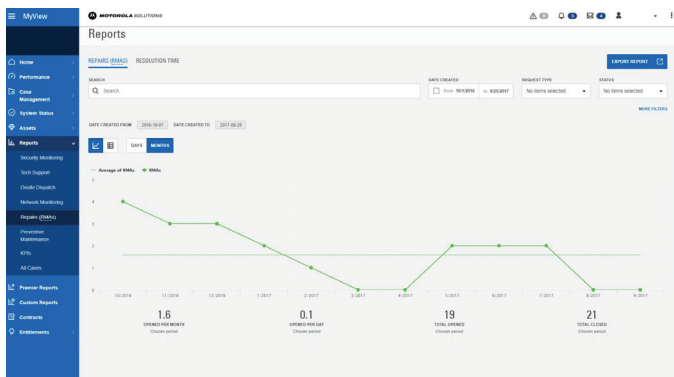 MyView
MOTOROLA SOLUTIONS
Reports
Home
Performance
Case
Management
System Status
Assets
Reports
Security Monitoring
Tech Support
Onsite Dispatch
Network Monitoring
Repairs (RMAs)
Preventive
Maintenance
KPIs
All Cases
Premier Reports
Custom Reports
Contracts
Entitlements
REPAIRS (RMAS) RESOLUTION TIME
EXPORT REPORT
SEARCH DATE CREATED REQUEST TYPE STATUS
Search from 10/1/2016 to 9/20/2017 No items selected No items selected
MORE FILTERS
DATE CREATED FROM 2016-10-01 DATE CREATED TO
DAYS MONTHS
Average of RMAs RMAs
5
4
3
2
1
0
10/2016 11/2016 12/2016 1/2017 2/2017 3/2017 4/2017 5/2017 6/2017 7/2017 8/2017 9/2017
1.6 0.1 19 21
OPENED PER MONTH OPENED PER DAY TOTAL OPENED TOTAL CLOSED
Chosen period Chosen period Chosen period Chosen period